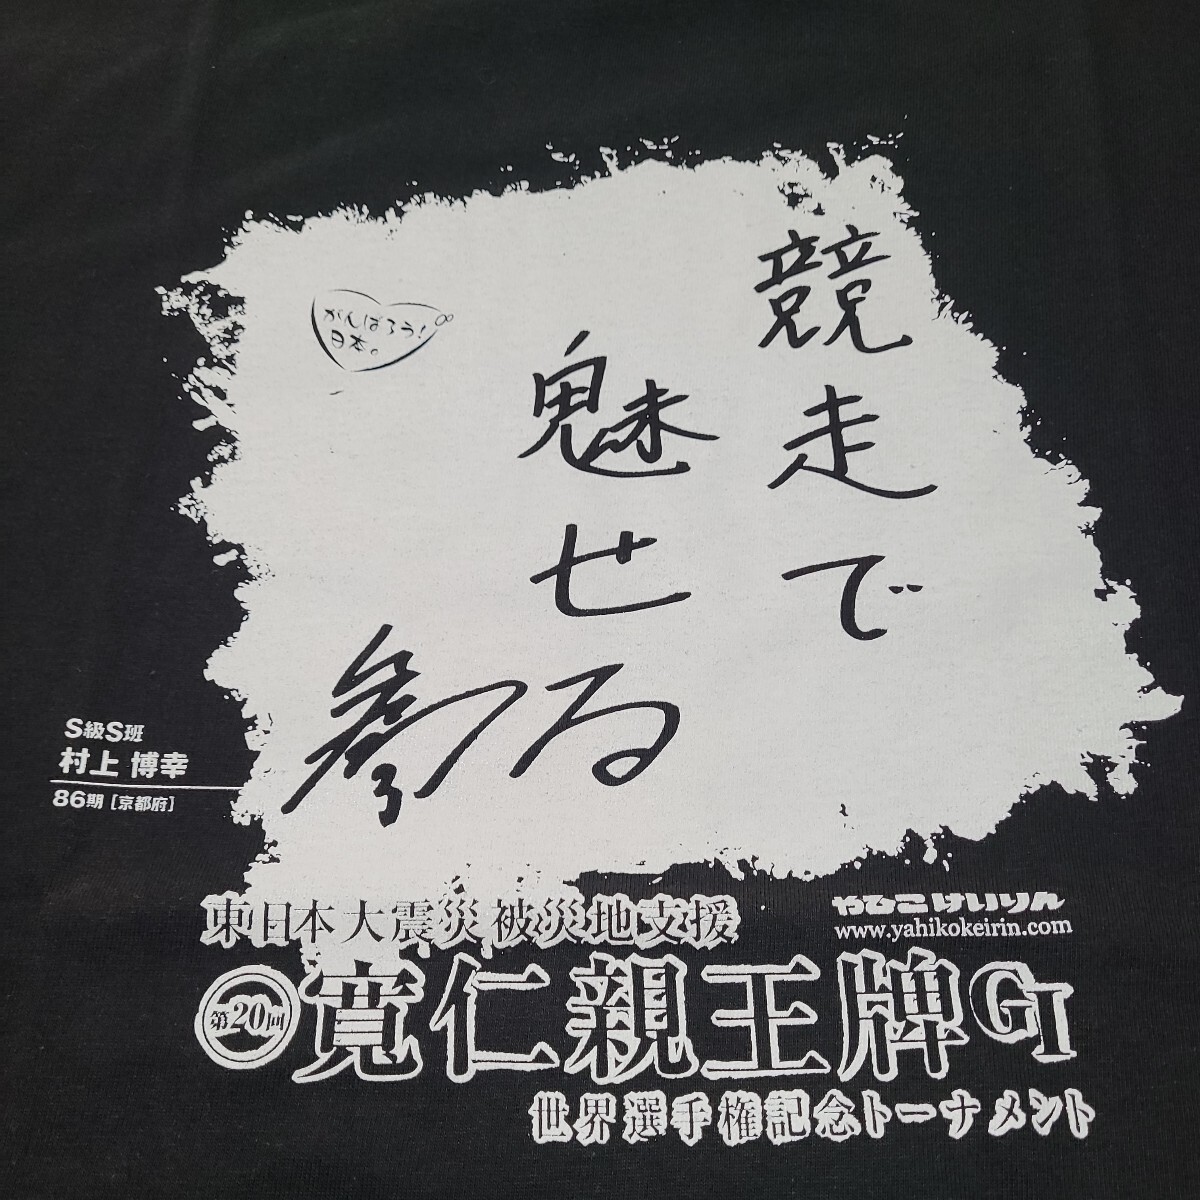 競走で
魅せる
参る
がんばろう!
日本。
S級S班
村上 博幸
86期 [京都府]
東日本大震災被災地支援
やひこけいりん
www.yahikokeirin.com
第20回
寛仁親王牌GI
世界選手権記念トーナメント